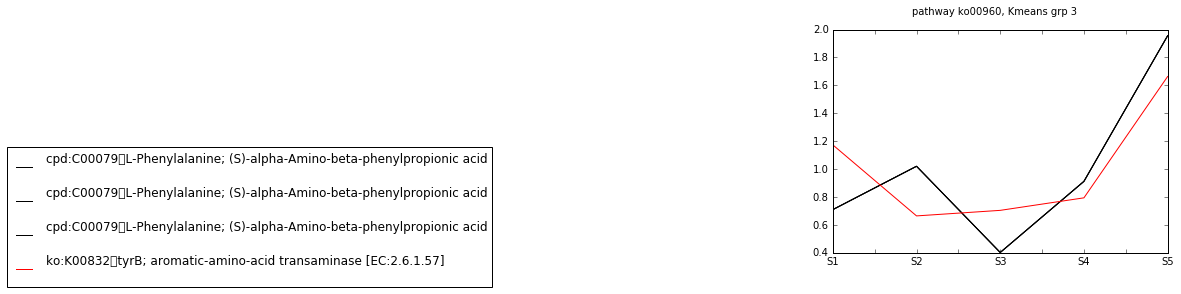 pathway ko00960, Kmeans grp 3
2.0
1.8
1.6
1.4
1.2
1.0
0.8
0.6
0.4
S1 S2 S3 S4 S5
cpd:C00079▯L-Phenylalanine; (S)-alpha-Amino-beta-phenylpropionic acid
cpd:C00079▯L-Phenylalanine; (S)-alpha-Amino-beta-phenylpropionic acid
cpd:C00079▯L-Phenylalanine; (S)-alpha-Amino-beta-phenylpropionic acid
ko:K00832▯tyrB; aromatic-amino-acid transaminase [EC:2.6.1.57]